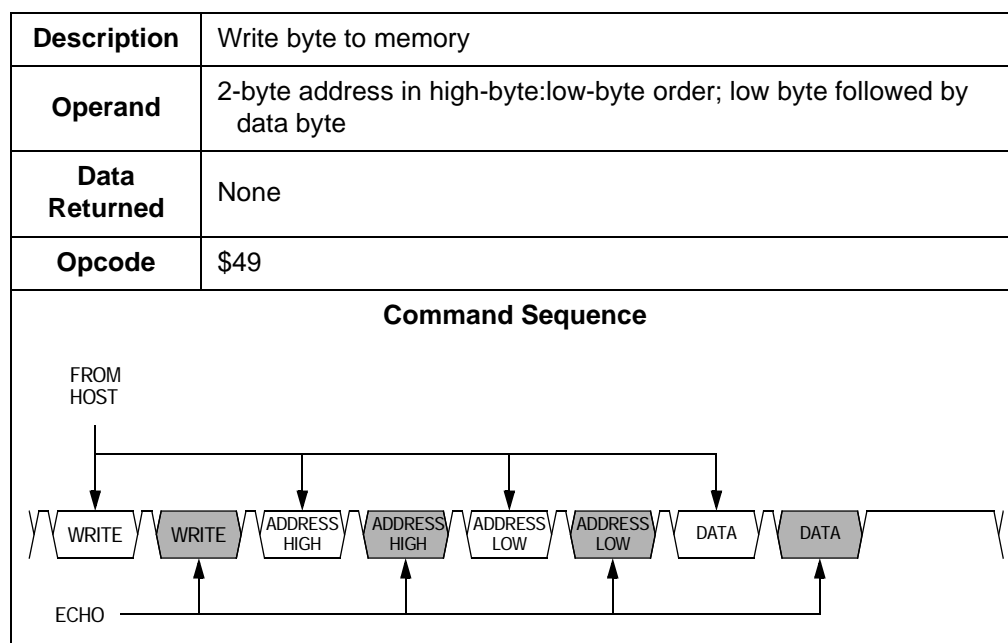 Description
Write byte to memory
Operand
2-byte address in high-byte:low-byte order; low byte followed by
data byte
Data
Returned
None
Opcode
$49
Command Sequence
FROM
HOST
WRITE
WRITE
ADDRESS
HIGH
ADDRESS
HIGH
ADDRESS
LOW
ADDRESS
LOW
DATA
DATA
ECHO